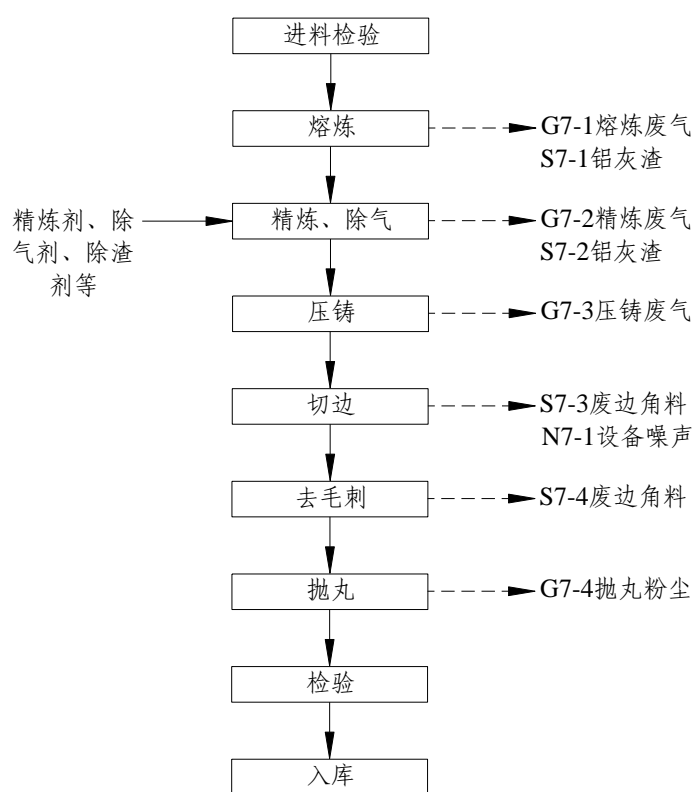 进料检验
熔炼
G7-1熔炼废气
S7-1铝灰渣
精炼剂、除
气剂、除渣
剂等
精炼、除气
G7-2精炼废气
S7-2铝灰渣
压铸
G7-3压铸废气
切边
S7-3废边角料
N7-1设备噪声
去毛刺
S7-4废边角料
抛丸
G7-4抛丸粉尘
检验
入库